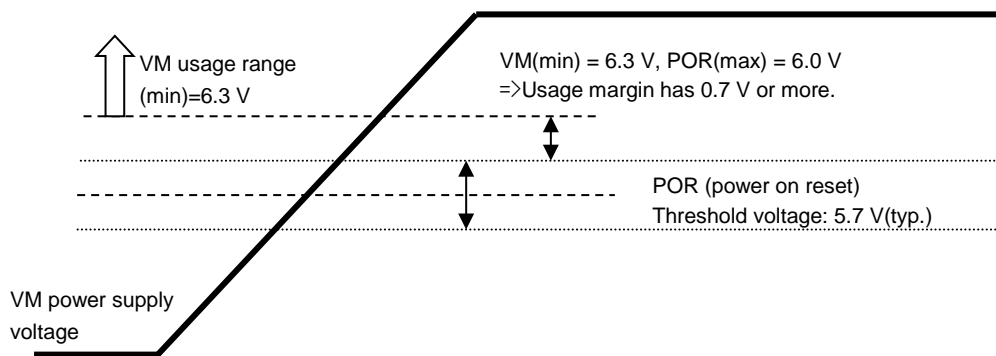 VM usage range
(min)=6.3 V
VM(min) = 6.3 V, POR(max) = 6.0 V
=>Usage margin has 0.7 V or more.
POR (power on reset)
Threshold voltage: 5.7 V(typ.)
VM power supply
voltage